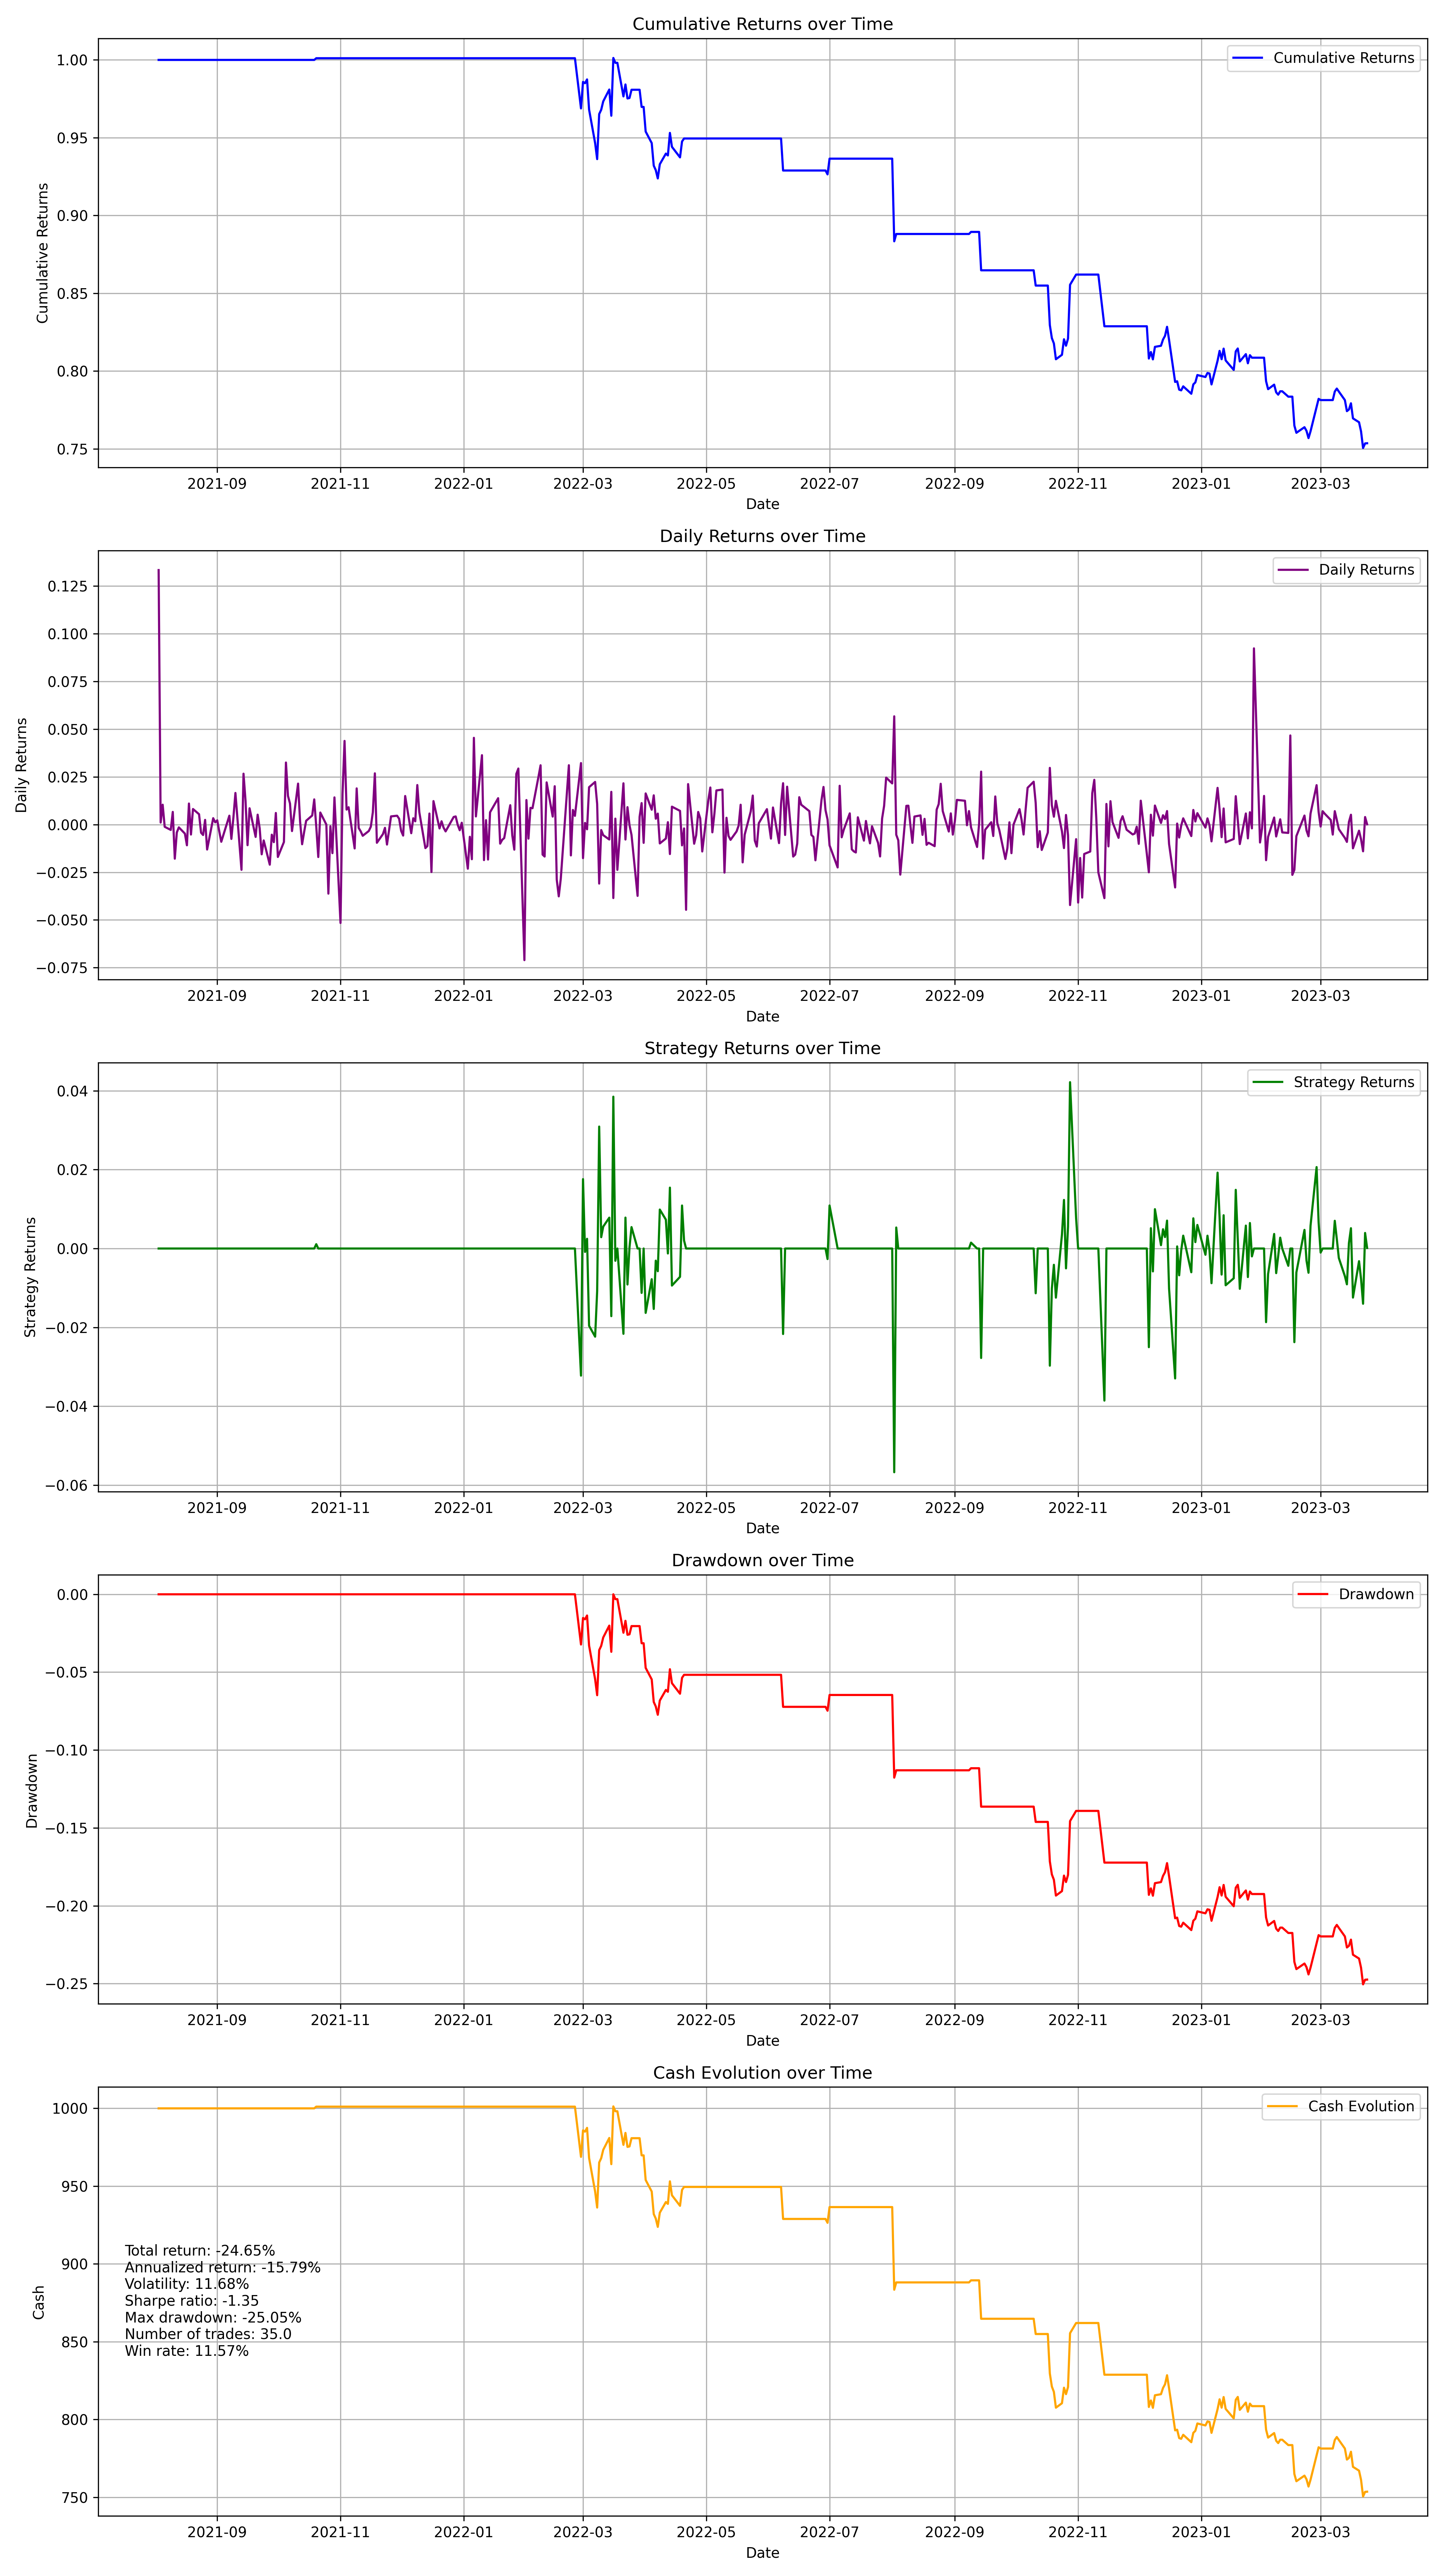 Cumulative Returns over Time
Cumulative Returns
1.00
0.95
0.90
0.85
0.80
0.75
Cumulative Returns
2021-09 2021-11 2022-01 2022-03 2022-05 2022-07 2022-09 2022-11 2023-01 2023-03
Date
Daily Returns over Time
Daily Returns
0.125
0.100
0.075
0.050
0.025
0.000
−0.025
−0.050
−0.075
Daily Returns
2021-09 2021-11 2022-01 2022-03 2022-05 2022-07 2022-09 2022-11 2023-01 2023-03
Date
Strategy Returns over Time
Strategy Returns
0.04
0.02
0.00
−0.02
−0.04
−0.06
Strategy Returns
2021-09 2021-11 2022-01 2022-03 2022-05 2022-07 2022-09 2022-11 2023-01 2023-03
Date
Drawdown over Time
Drawdown
0.00
−0.05
−0.10
−0.15
−0.20
−0.25
Drawdown
2021-09 2021-11 2022-01 2022-03 2022-05 2022-07 2022-09 2022-11 2023-01 2023-03
Date
Cash Evolution over Time
Cash Evolution
1000
950
900
850
800
750
Cash
Total return: -24.65%
Annualized return: -15.79%
Volatility: 11.68%
Sharpe ratio: -1.35
Max drawdown: -25.05%
Number of trades: 35.0
Win rate: 11.57%
2021-09 2021-11 2022-01 2022-03 2022-05 2022-07 2022-09 2022-11 2023-01 2023-03
Date